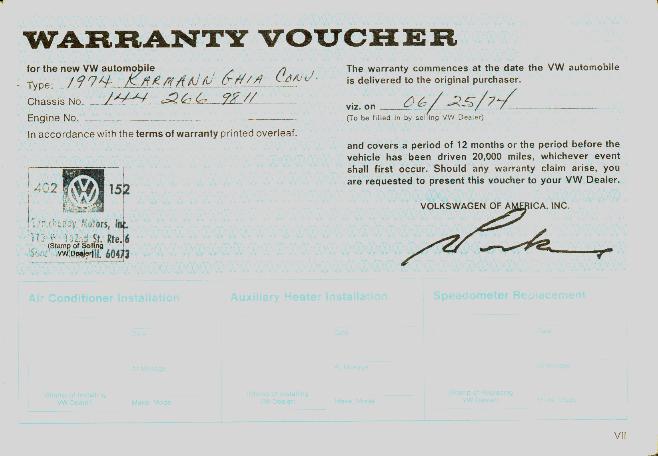 WARRANTY VOUCHER
for the new VW automobile
Type: 1974 KARMANN GHIA CONV.
Chassis No. 144 266 9811
Engine No.
In accordance with the terms of warranty printed overleaf.
402 152
Motors, Inc.
St. Rte. 6
(Stamp of Selling
VW Dealer) Ill. 60473
The warranty commences at the date the VW automobile
is delivered to the original purchaser.
viz. on 06/25/74
(To be filled in by selling VW Dealer)
and covers a period of 12 months or the period before the
vehicle has been driven 20,000 miles, whichever event
shall first occur. Should any warranty claim arise, you
are requested to present this voucher to your VW Dealer.
VOLKSWAGEN OF AMERICA, INC.
Air Conditioner Installation
Date
At Mileage
(Stamp of Installing
VW Dealer)
Make, Model
Auxiliary Heater Installation
Date
At Mileage
(Stamp of Installing
VW Dealer)
Make, Model
Speedometer Replacement
Date
At Mileage
(Stamp of Replacing
VW Dealer)
VII